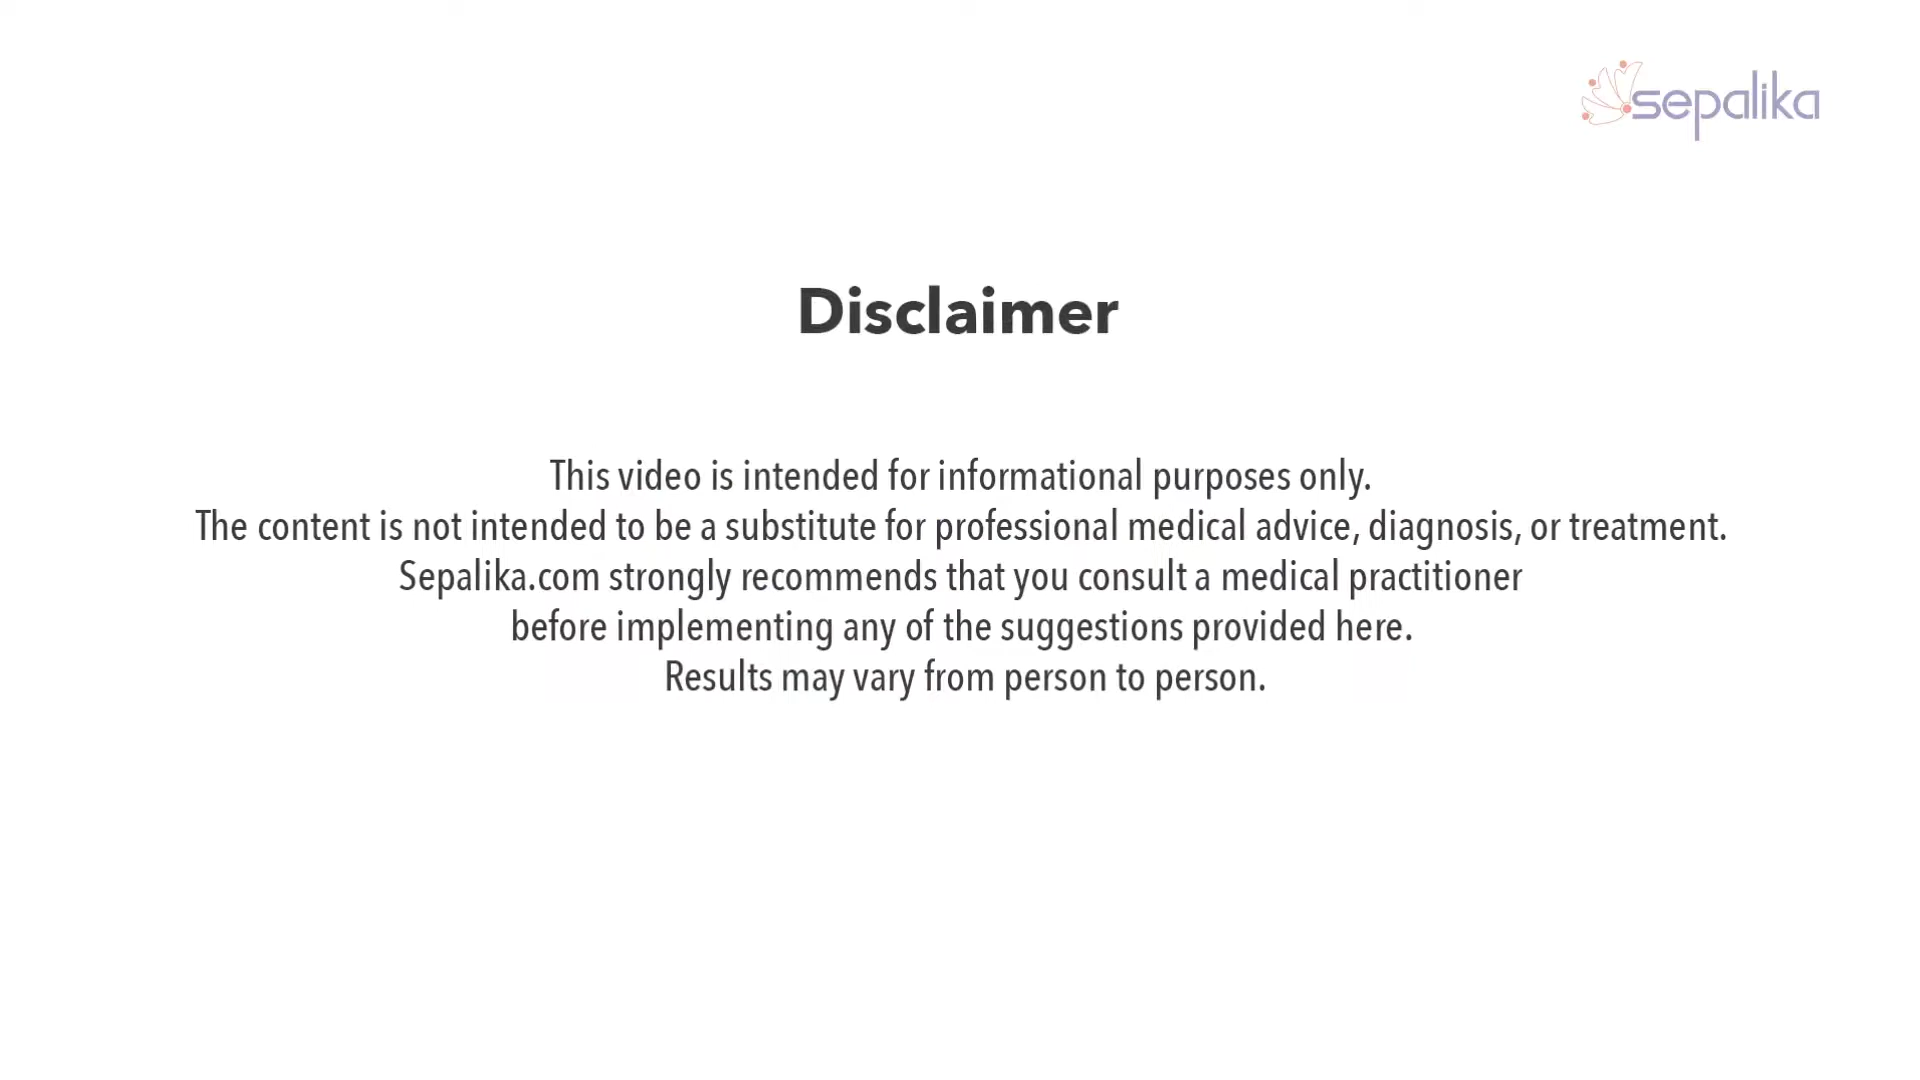 sepalika
Disclaimer
This video is intended for informational purposes only.
The content is not intended to be a substitute for professional medical advice, diagnosis, or treatment.
Sepalika.com strongly recommends that you consult a medical practitioner
before implementing any of the suggestions provided here.
Results may vary from person to person.